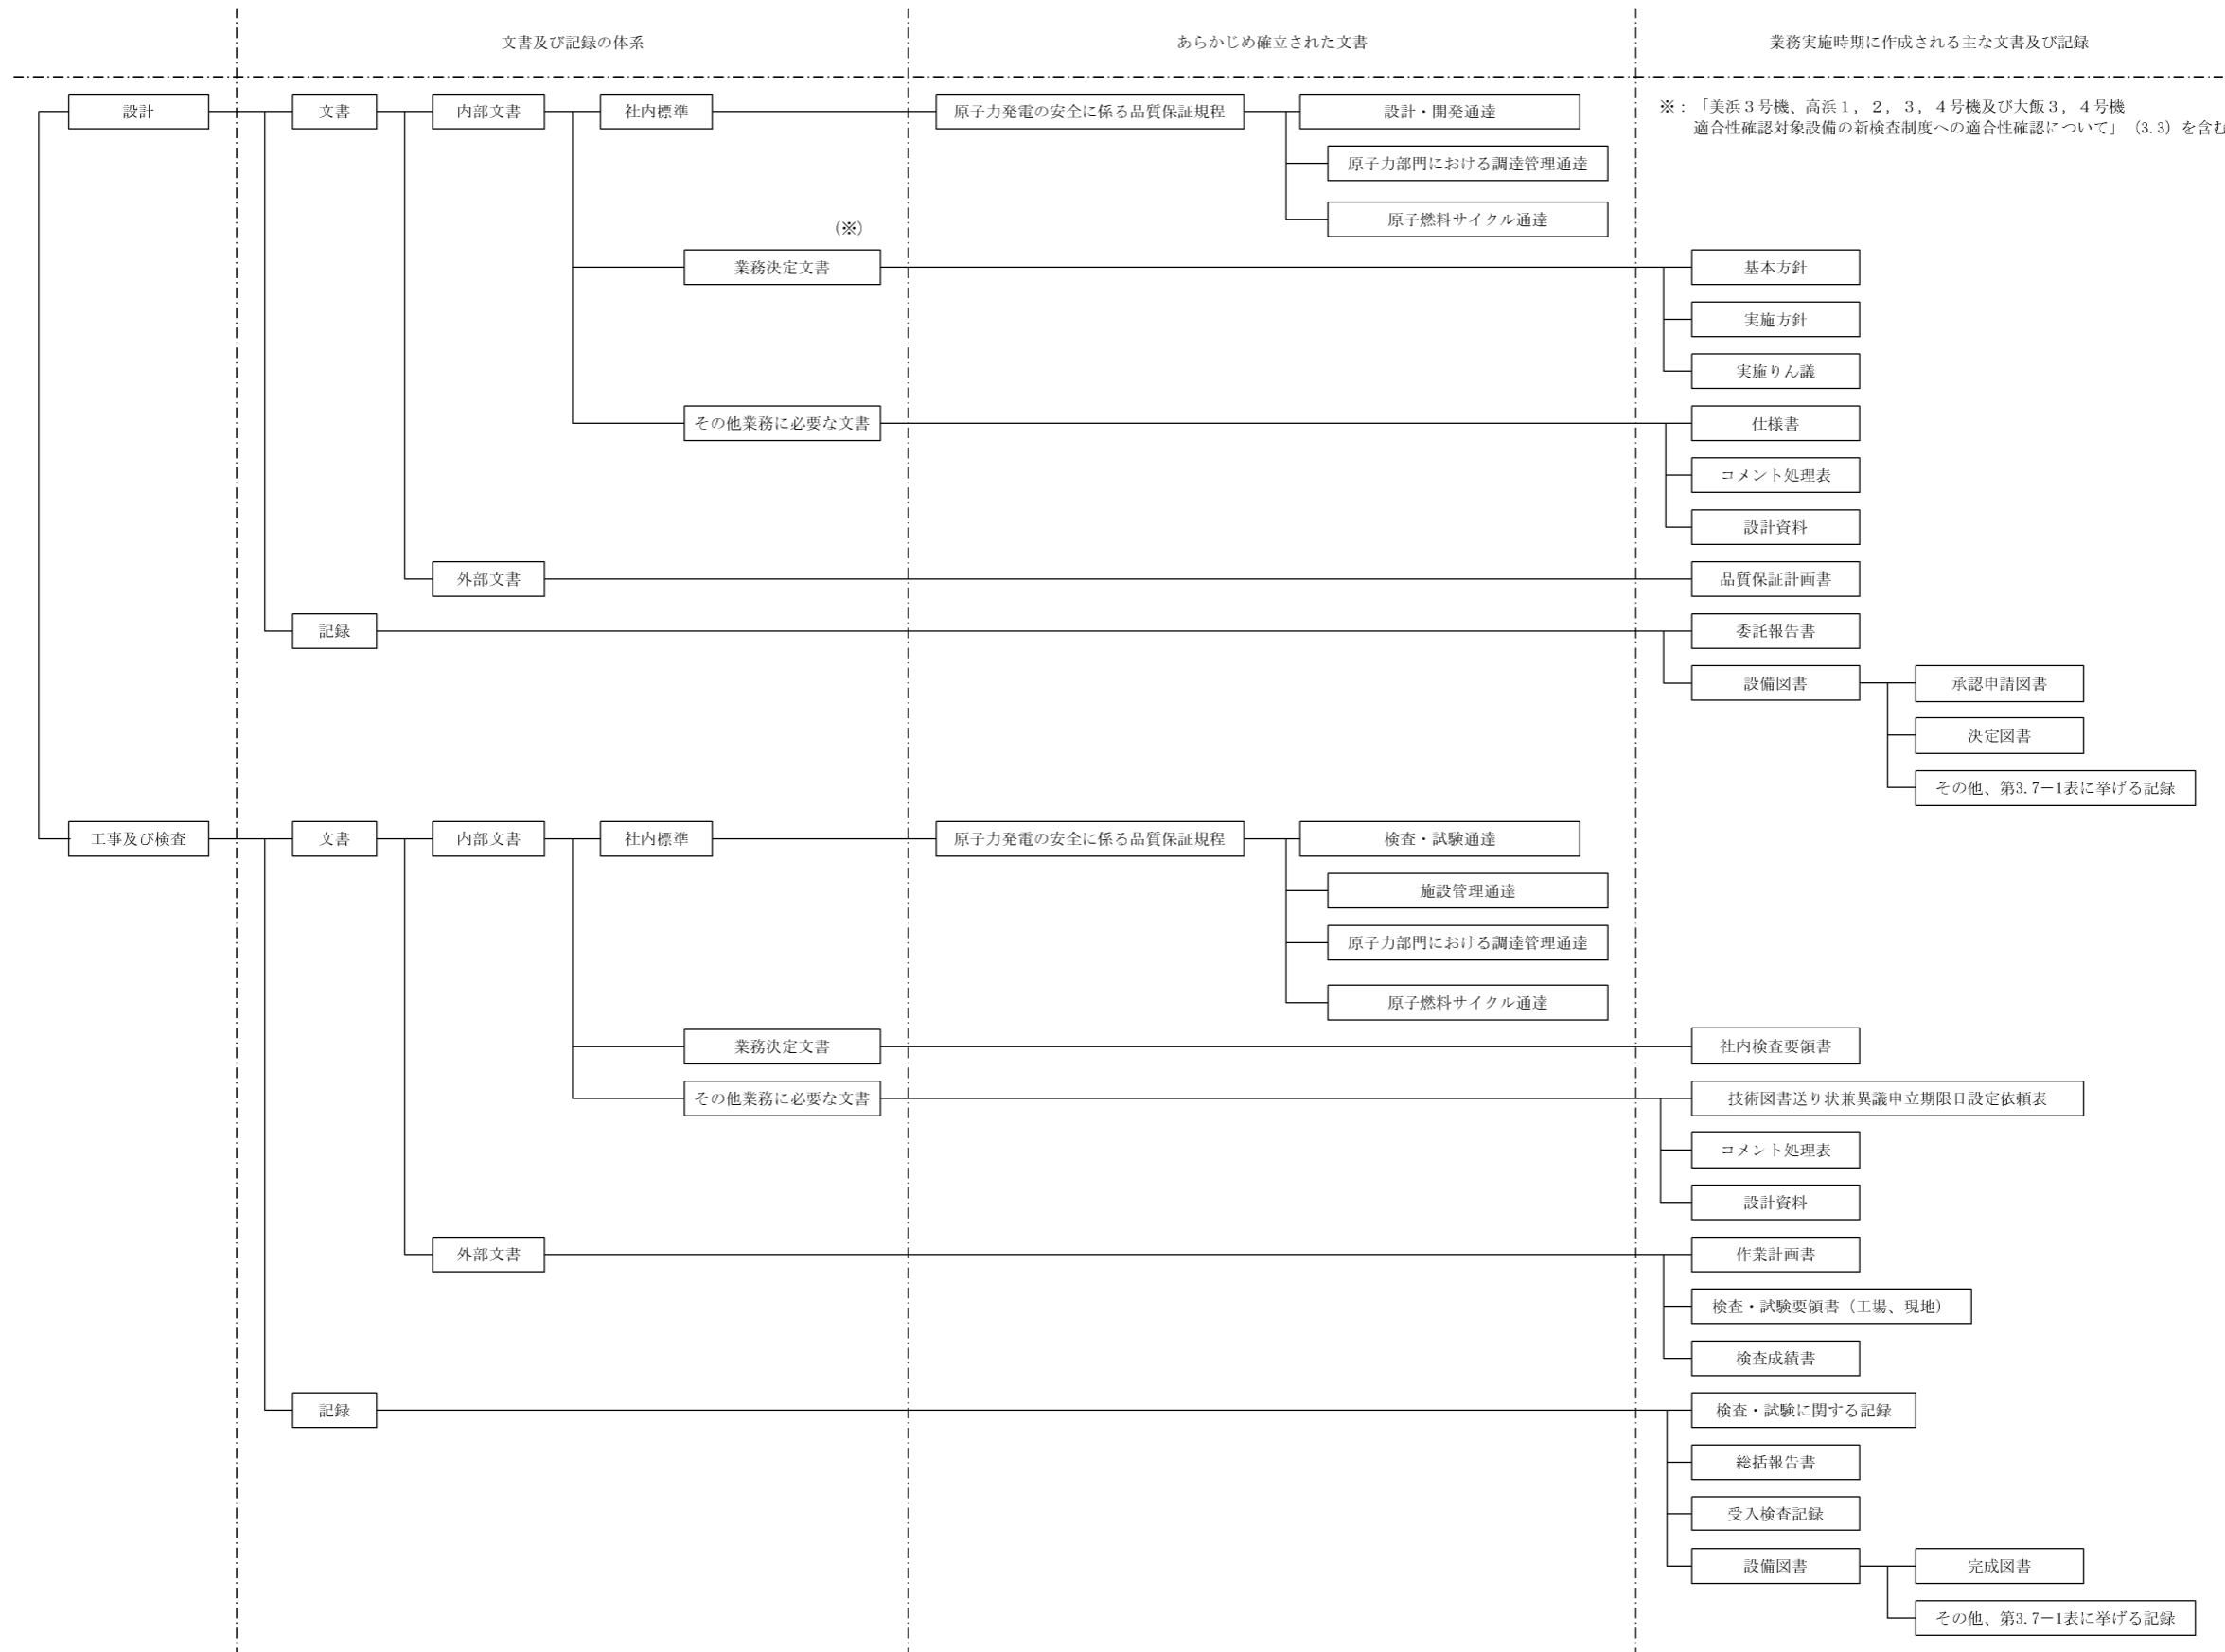 文書及び記録の体系
あらかじめ確立された文書
業務実施時期に作成される主な文書及び記録
設計
文書
内部文書
社内標準
原子力発電の安全に係る品質保証規程
設計・開発通達
※：「美浜３号機、高浜１，２，３，４号機及び大飯３，４号機
適合性確認対象設備の新検査制度への適合性確認について」（3.3）を含む
原子力部門における調達管理通達
原子燃料サイクル通達
（※）
業務決定文書
基本方針
実施方針
実施りん議
その他業務に必要な文書
仕様書
コメント処理表
設計資料
外部文書
品質保証計画書
記録
委託報告書
設備図書
承認申請図書
決定図書
その他、第3.7－1表に挙げる記録
工事及び検査
文書
内部文書
社内標準
原子力発電の安全に係る品質保証規程
検査・試験通達
施設管理通達
原子力部門における調達管理通達
原子燃料サイクル通達
業務決定文書
社内検査要領書
その他業務に必要な文書
技術図書送り状兼異議申立期限日設定依頼表
コメント処理表
設計資料
外部文書
作業計画書
検査・試験要領書（工場、現地）
検査成績書
記録
検査・試験に関する記録
総括報告書
受入検査記録
設備図書
完成図書
その他、第3.7－1表に挙げる記録